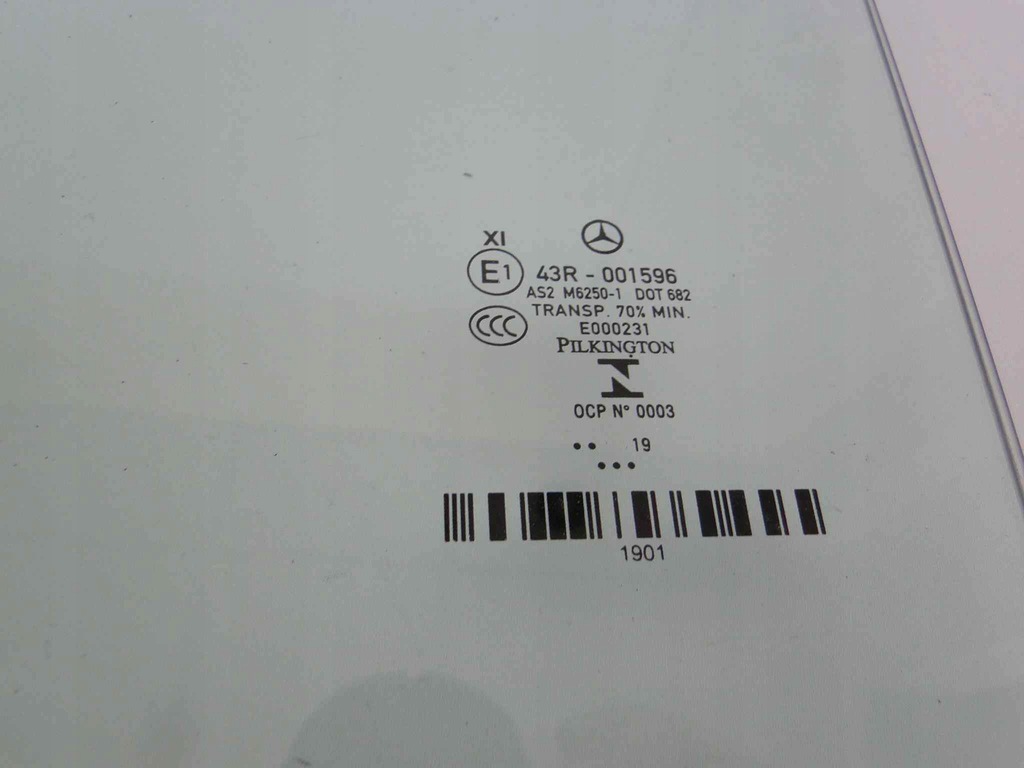 XI
E1 43R - 001596
AS2 M6250-1 DOT 682
TRANSP. 70% MIN.
CCC E000231
PILKINGTON
OCP N° 0003
•• 19
•••
1901